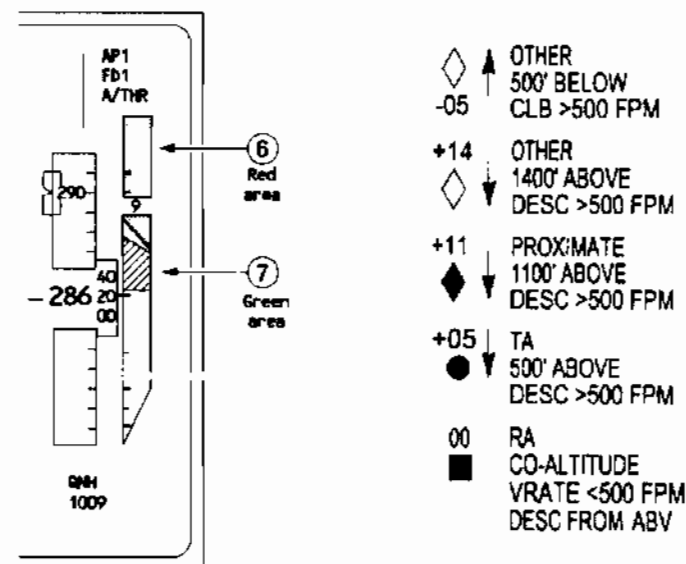 AP1
FD1
A/THR
6
Red
area
290
9
7
Green
area
286
40
20
00
QNH
1009
OTHER
500' BELOW
-05 CLB >500 FPM
+14 OTHER
1400' ABOVE
DESC >500 FPM
+11 PROXIMATE
1100' ABOVE
DESC >500 FPM
+05 TA
500' ABOVE
DESC >500 FPM
00 RA
CO-ALTITUDE
VRATE <500 FPM
DESC FROM ABV